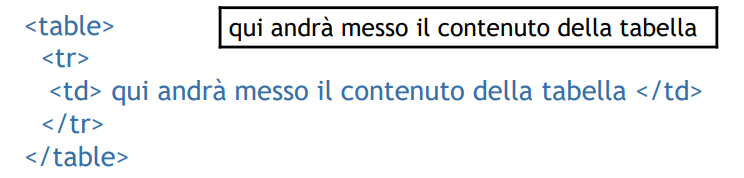 <table>
qui andrà messo il contenuto della tabella
<tr>
<td> qui andrà messo il contenuto della tabella </td>
</tr>
</table>